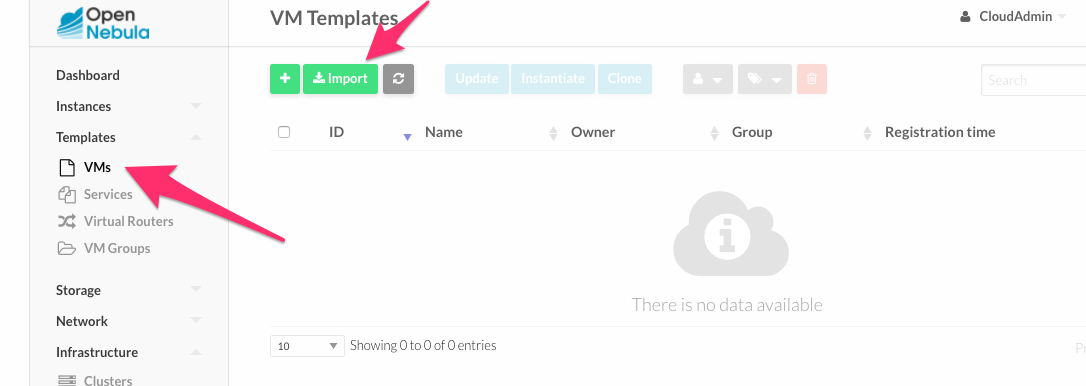 Open
Nebula
VM Templates
CloudAdmin
+ Import
Update Instantiate Clone
Search
Dashboard
Instances
Templates
VMs
Services
Virtual Routers
VM Groups
Storage
Network
Infrastructure
Clusters
ID Name Owner Group Registration time
There is no data available
10 Showing 0 to 0 of 0 entries